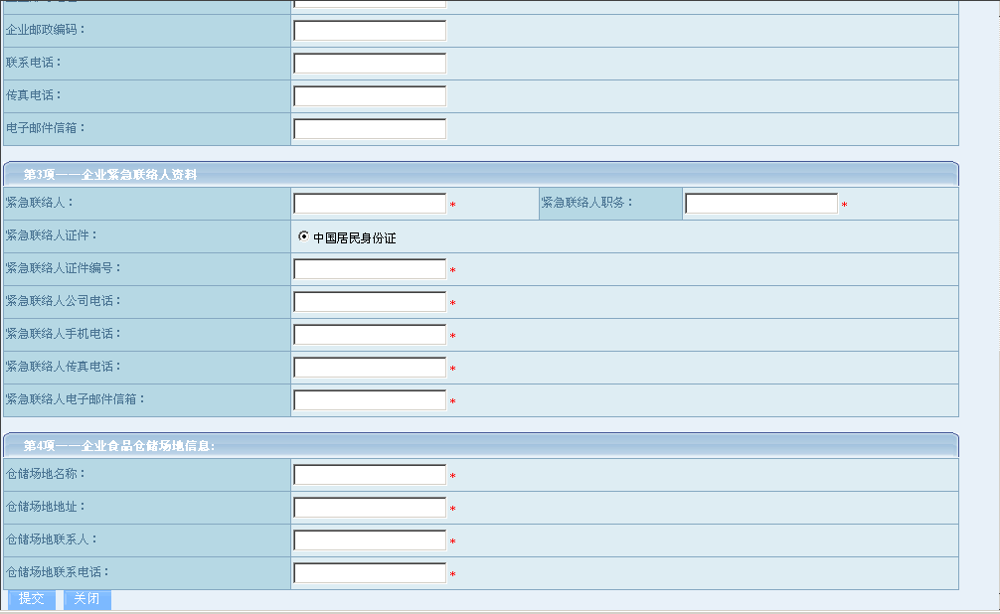 企业邮政编码：
联系电话：
传真电话：
电子邮件信箱：
第3项——企业紧急联络人资料
紧急联络人： * 紧急联络人职务： *
紧急联络人证件： 中国居民身份证
紧急联络人证件编号： *
紧急联络人公司电话： *
紧急联络人手机电话： *
紧急联络人传真电话： *
紧急联络人电子邮件信箱： *
第4项——企业食品仓储场地信息:
仓储场地名称： *
仓储场地地址： *
仓储场地联系人： *
仓储场地联系电话： *
提交 关闭